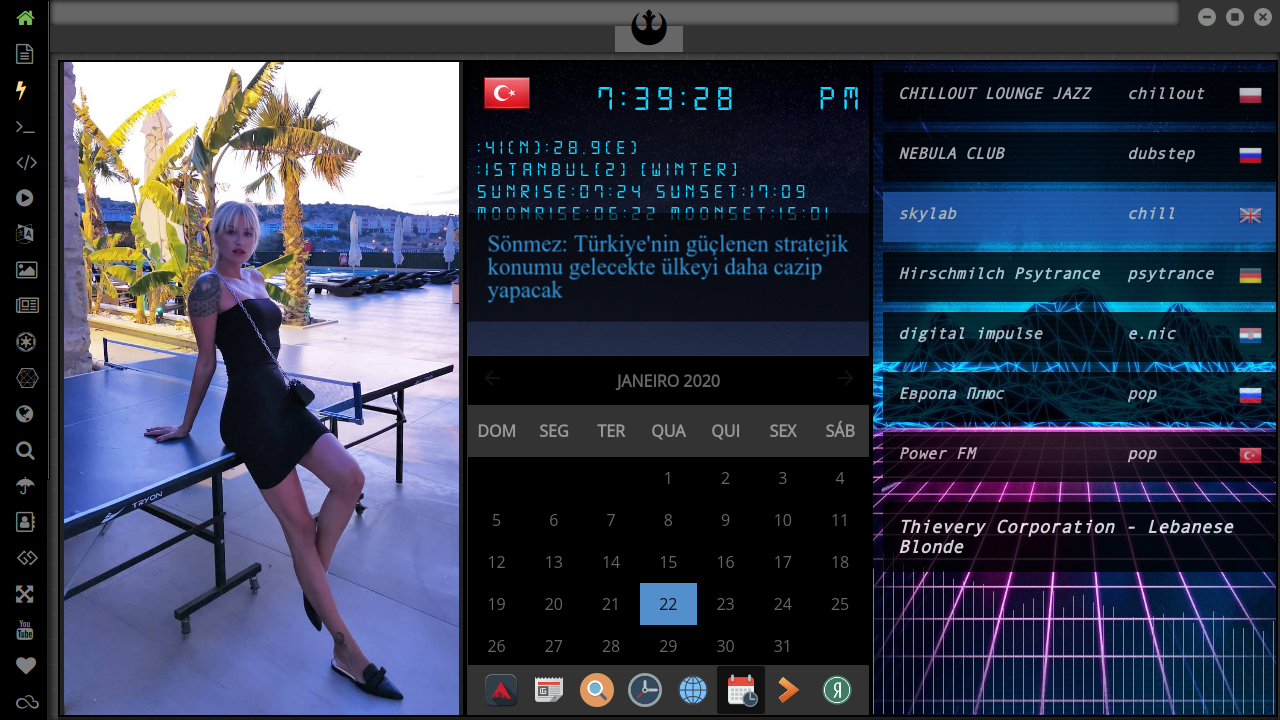 You
Tube
TRYON
7:39:28 PM
:41(N):28.9(E)
:ISTANBUL(2) [WINTER]
SUNRISE:07:24 SUNSET:17:09
MOONRISE:06:22 MOONSET:15:01
Sönmez: Türkiye'nin güçlenen stratejik
konumu gelecekte ülkeyi daha cazip
yapacak
JANEIRO 2020
DOM SEG TER QUA QUI SEX SÁB
1 2 3 4
5 6 7 8 9 10 11
12 13 14 15 16 17 18
19 20 21 22 23 24 25
26 27 28 29 30 31
CHILLOUT LOUNGE JAZZ chillout
NEBULA CLUB dubstep
skylab chill
Hirschmilch Psytrance psytrance
digital impulse e.nic
Европа Плюс pop
Power FM pop
Thievery Corporation - Lebanese
Blonde